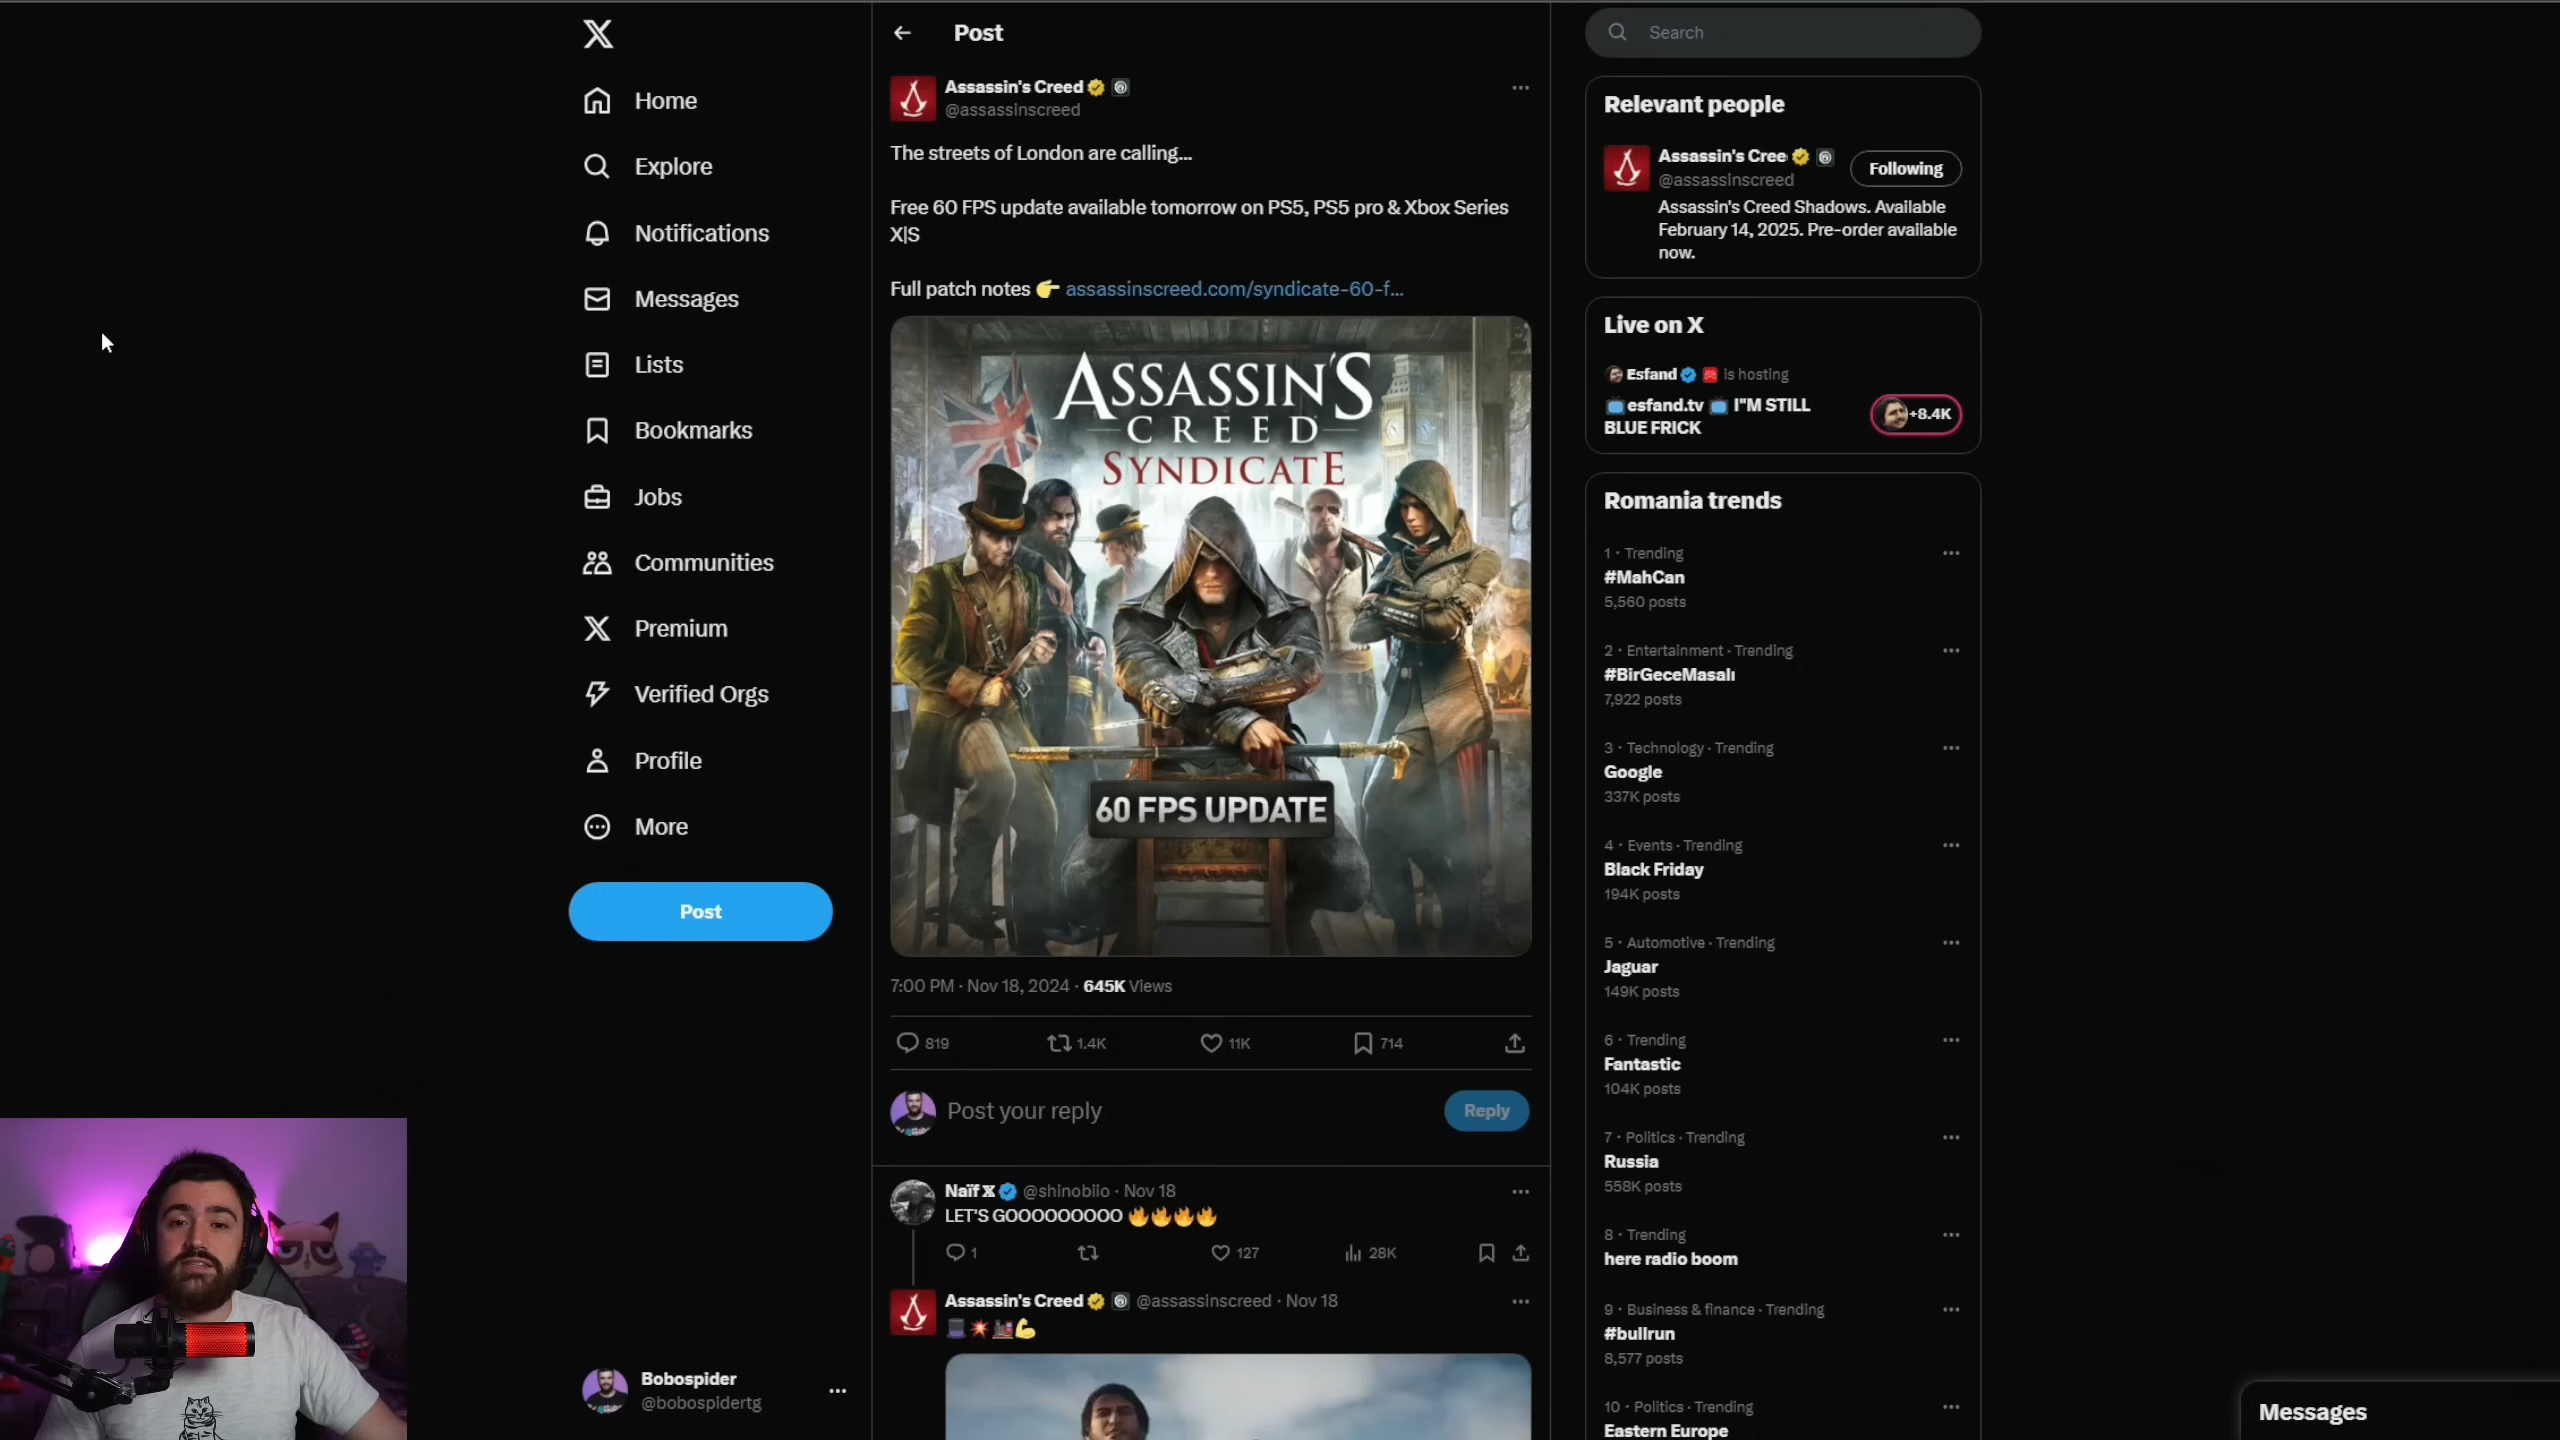 Home
Explore
Notifications
Messages
Lists
Bookmarks
Jobs
Communities
Premium
Verified Orgs
Profile
More
Post
Bobospider
@bobospidertg
Post
Assassin's Creed
@assassinscreed
The streets of London are calling...
Free 60 FPS update available tomorrow on PS5, PS5 pro & Xbox Series
X|S
Full patch notes 👉 assassinscreed.com/syndicate-60-f...
ASSASSIN'S
CREED
SYNDICATE
60 FPS UPDATE
7:00 PM · Nov 18, 2024 · 645K Views
819 1.4K 11K 714
Post your reply
Reply
Naïf X @shinobiio · Nov 18
LET'S GOOOOOOOOO 🔥🔥🔥🔥
1 127 28K
Assassin's Creed @assassinscreed · Nov 18
🎩💥🚂💪
Search
Relevant people
Assassin's Cree
@assassinscreed
Following
Assassin's Creed Shadows. Available
February 14, 2025. Pre-order available
now.
Live on X
Esfand is hosting
📺 esfand.tv 📺 I"M STILL
BLUE FRICK
+8.4K
Romania trends
1 · Trending
#MahCan
5,560 posts
2 · Entertainment · Trending
#BirGeceMasalı
7,922 posts
3 · Technology · Trending
Google
337K posts
4 · Events · Trending
Black Friday
194K posts
5 · Automotive · Trending
Jaguar
149K posts
6 · Trending
Fantastic
104K posts
7 · Politics · Trending
Russia
558K posts
8 · Trending
here radio boom
9 · Business & finance · Trending
#bullrun
8,577 posts
10 · Politics · Trending
Eastern Europe
Messages